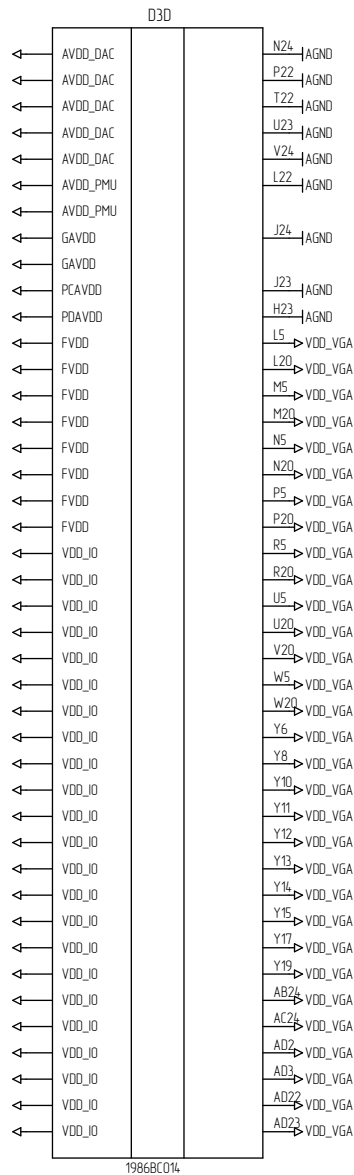 D3D
AVDD_DAC N24 AGND
AVDD_DAC P22 AGND
AVDD_DAC T22 AGND
AVDD_DAC U23 AGND
AVDD_DAC V24 AGND
AVDD_PMU L22 AGND
AVDD_PMU
GAVDD J24 AGND
GAVDD
PCAVDD J23 AGND
PDAVDD H23 AGND
FVDD L5 VDD_VGA
FVDD L20 VDD_VGA
FVDD M5 VDD_VGA
FVDD M20 VDD_VGA
FVDD N5 VDD_VGA
FVDD N20 VDD_VGA
FVDD P5 VDD_VGA
FVDD P20 VDD_VGA
VDD_IO R5 VDD_VGA
VDD_IO R20 VDD_VGA
VDD_IO U5 VDD_VGA
VDD_IO U20 VDD_VGA
VDD_IO V20 VDD_VGA
VDD_IO W5 VDD_VGA
VDD_IO W20 VDD_VGA
VDD_IO Y6 VDD_VGA
VDD_IO Y8 VDD_VGA
VDD_IO Y10 VDD_VGA
VDD_IO Y11 VDD_VGA
VDD_IO Y12 VDD_VGA
VDD_IO Y13 VDD_VGA
VDD_IO Y14 VDD_VGA
VDD_IO Y15 VDD_VGA
VDD_IO Y17 VDD_VGA
VDD_IO Y19 VDD_VGA
VDD_IO AB24 VDD_VGA
VDD_IO AC24 VDD_VGA
VDD_IO AD2 VDD_VGA
VDD_IO AD3 VDD_VGA
VDD_IO AD22 VDD_VGA
VDD_IO AD23 VDD_VGA
1986BC014